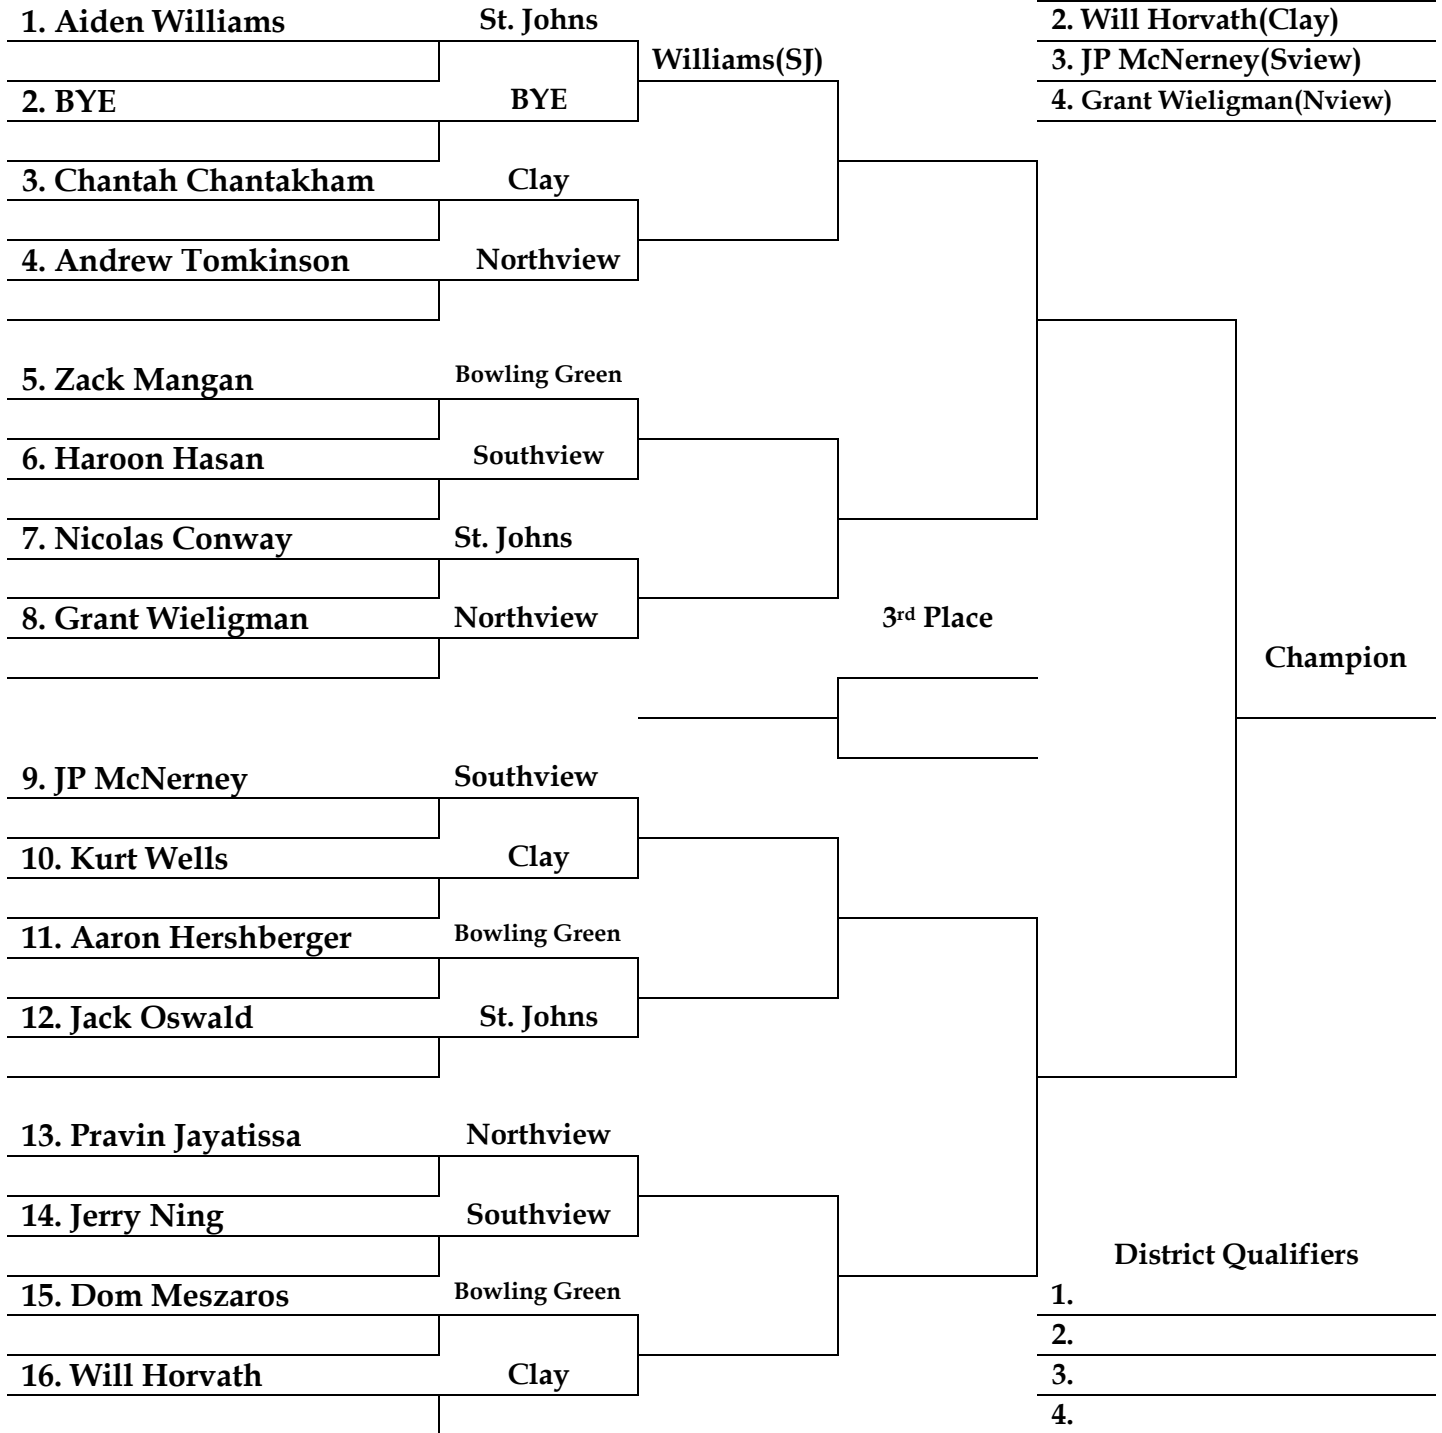 1. Aiden Williams St. Johns
2. Will Horvath(Clay)
Williams(SJ)
3. JP McNerney(Sview)
2. BYE BYE
4. Grant Wieligman(Nview)
3. Chantah Chantakham Clay
4. Andrew Tomkinson Northview
5. Zack Mangan Bowling Green
6. Haroon Hasan Southview
7. Nicolas Conway St. Johns
8. Grant Wieligman Northview
3rd Place
Champion
9. JP McNerney Southview
10. Kurt Wells Clay
11. Aaron Hershberger Bowling Green
12. Jack Oswald St. Johns
13. Pravin Jayatissa Northview
14. Jerry Ning Southview
District Qualifiers
15. Dom Meszaros Bowling Green
1.
2.
16. Will Horvath Clay
3.
4.